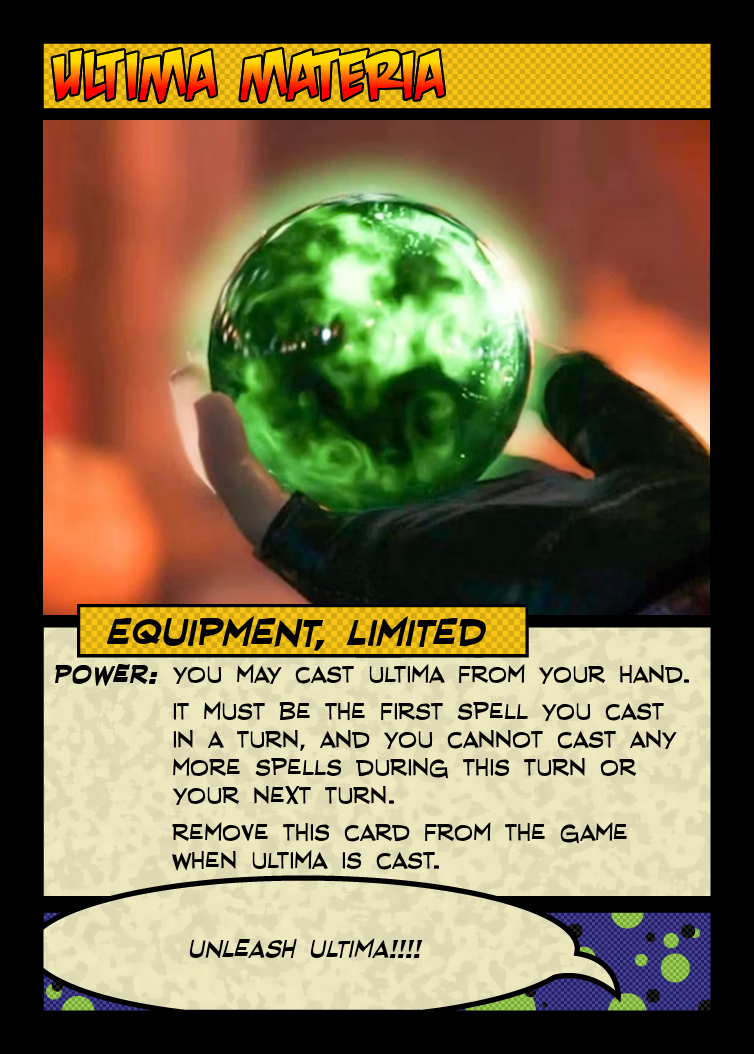 ULTIMA MATERIA
EQUIPMENT, LIMITED
POWER: YOU MAY CAST ULTIMA FROM YOUR HAND.
IT MUST BE THE FIRST SPELL YOU CAST
IN A TURN, AND YOU CANNOT CAST ANY
MORE SPELLS DURING THIS TURN OR
YOUR NEXT TURN.
REMOVE THIS CARD FROM THE GAME
WHEN ULTIMA IS CAST.
UNLEASH ULTIMA!!!!